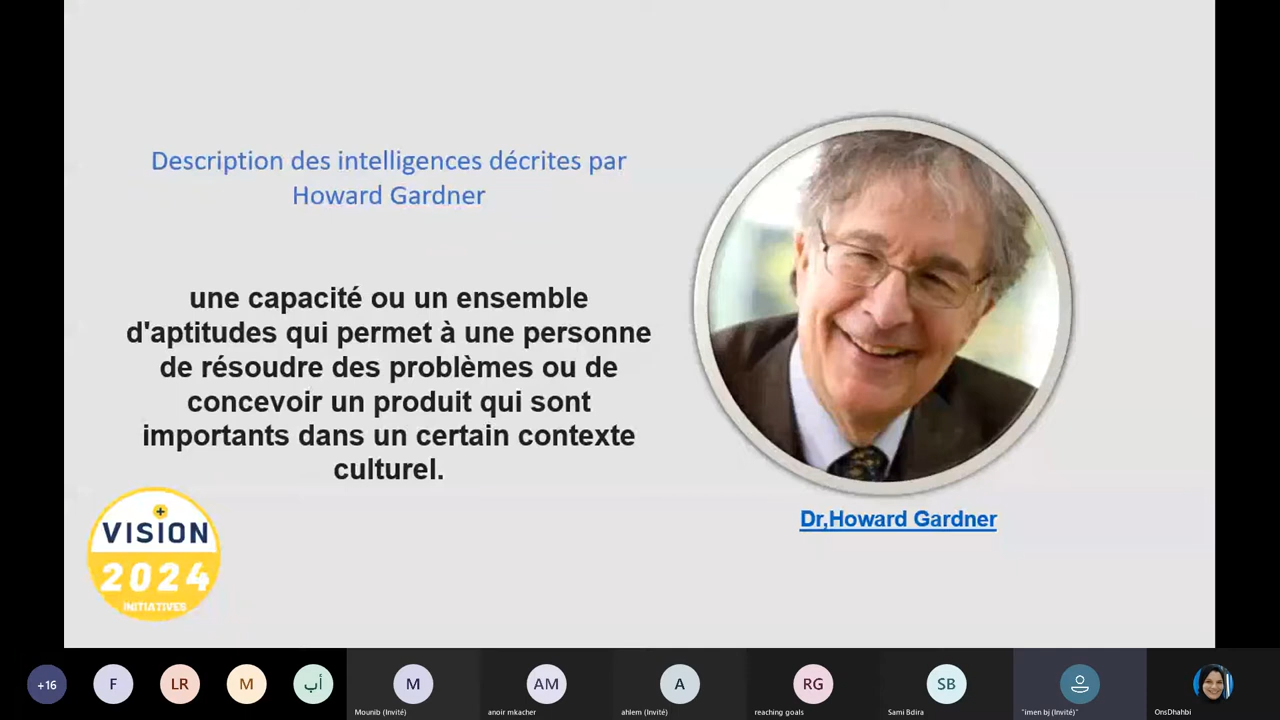 Description des intelligences décrites par
Howard Gardner
une capacité ou un ensemble
d'aptitudes qui permet à une personne
de résoudre des problèmes ou de
concevoir un produit qui sont
importants dans un certain contexte
culturel.
Dr,Howard Gardner
VISION
2024
INITIATIVES
+16
F
LR
M
أب
M
AM
A
RG
SB
Mounib (Invité)
anoir mkacher
ahlem (Invité)
reaching goals
Sami Bdira
"imen bj (Invité)"
OnsDhahbi